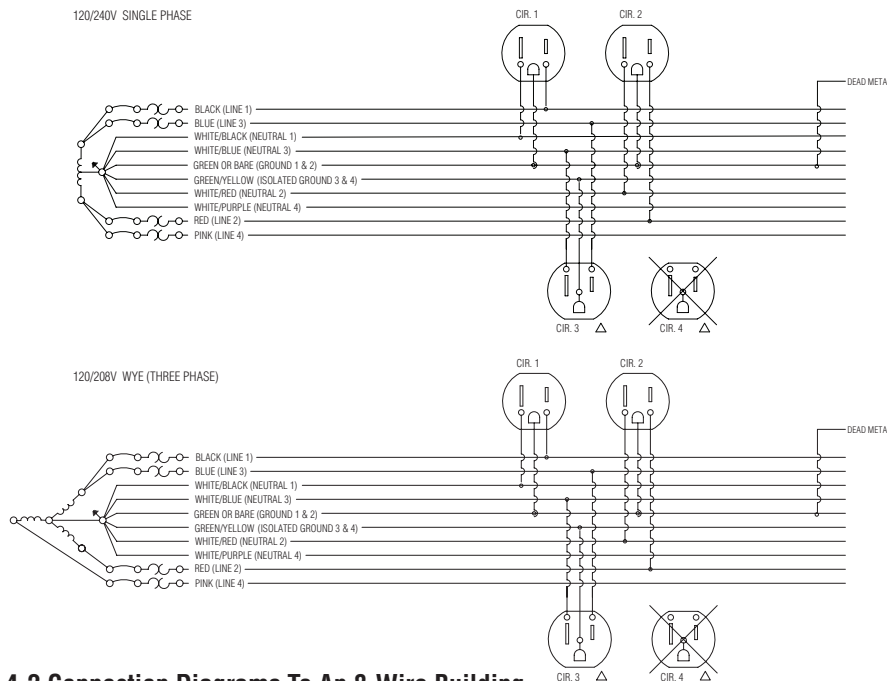 120/240V SINGLE PHASE
CIR. 1
CIR. 2
DEAD META
BLACK (LINE 1)
BLUE (LINE 3)
WHITE/BLACK (NEUTRAL 1)
WHITE/BLUE (NEUTRAL 3)
GREEN OR BARE (GROUND 1 & 2)
GREEN/YELLOW (ISOLATED GROUND 3 & 4)
WHITE/RED (NEUTRAL 2)
WHITE/PURPLE (NEUTRAL 4)
RED (LINE 2)
PINK (LINE 4)
CIR. 3
CIR. 4
120/208V WYE (THREE PHASE)
CIR. 1
CIR. 2
DEAD META
BLACK (LINE 1)
BLUE (LINE 3)
WHITE/BLACK (NEUTRAL 1)
WHITE/BLUE (NEUTRAL 3)
GREEN OR BARE (GROUND 1 & 2)
GREEN/YELLOW (ISOLATED GROUND 3 & 4)
WHITE/RED (NEUTRAL 2)
WHITE/PURPLE (NEUTRAL 4)
RED (LINE 2)
PINK (LINE 4)
CIR. 3
CIR. 4
4-2 Connection Diagrams To An 8-Wire Building